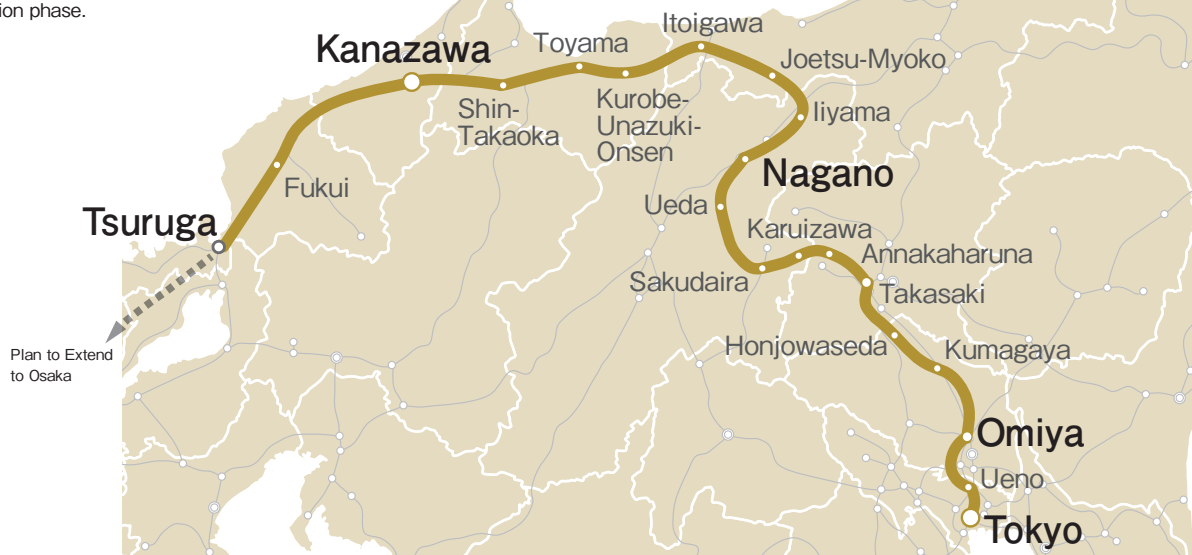 ion phase.
Itoigawa
Toyama
Kanazawa
Joetsu-Myoko
Shin-
Takaoka
Kurobe-
Unazuki-
Onsen
Iiyama
Nagano
Fukui
Ueda
Tsuruga
Karuizawa
Annakaharuna
Sakudaira
Takasaki
Honjowaseda
Kumagaya
Plan to Extend
to Osaka
Omiya
Ueno
Tokyo